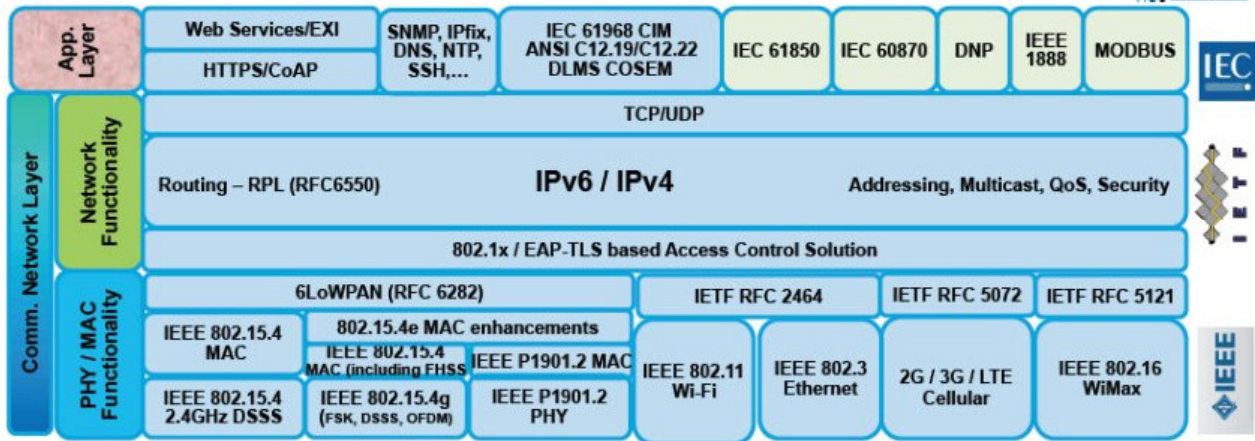 App.
Layer
Web Services/EXI
HTTPS/CoAP
SNMP, IPfix,
DNS, NTP,
SSH,...
IEC 61968 CIM
ANSI C12.19/C12.22
DLMS COSEM
IEC 61850
IEC 60870
DNP
IEEE
1888
MODBUS
IEC
Comm. Network Layer
Network
Functionality
TCP/UDP
Routing – RPL (RFC6550)
IPv6 / IPv4
Addressing, Multicast, QoS, Security
802.1x / EAP-TLS based Access Control Solution
IETF
PHY / MAC
Functionality
6LoWPAN (RFC 6282)
IETF RFC 2464
IETF RFC 5072
IETF RFC 5121
IEEE 802.15.4
MAC
802.15.4e MAC enhancements
IEEE 802.15.4
MAC (including FHSS
IEEE P1901.2 MAC
IEEE 802.15.4
2.4GHz DSSS
IEEE 802.15.4g
(FSK, DSSS, OFDM)
IEEE P1901.2
PHY
IEEE 802.11
Wi-Fi
IEEE 802.3
Ethernet
2G / 3G / LTE
Cellular
IEEE 802.16
WiMax
IEEE